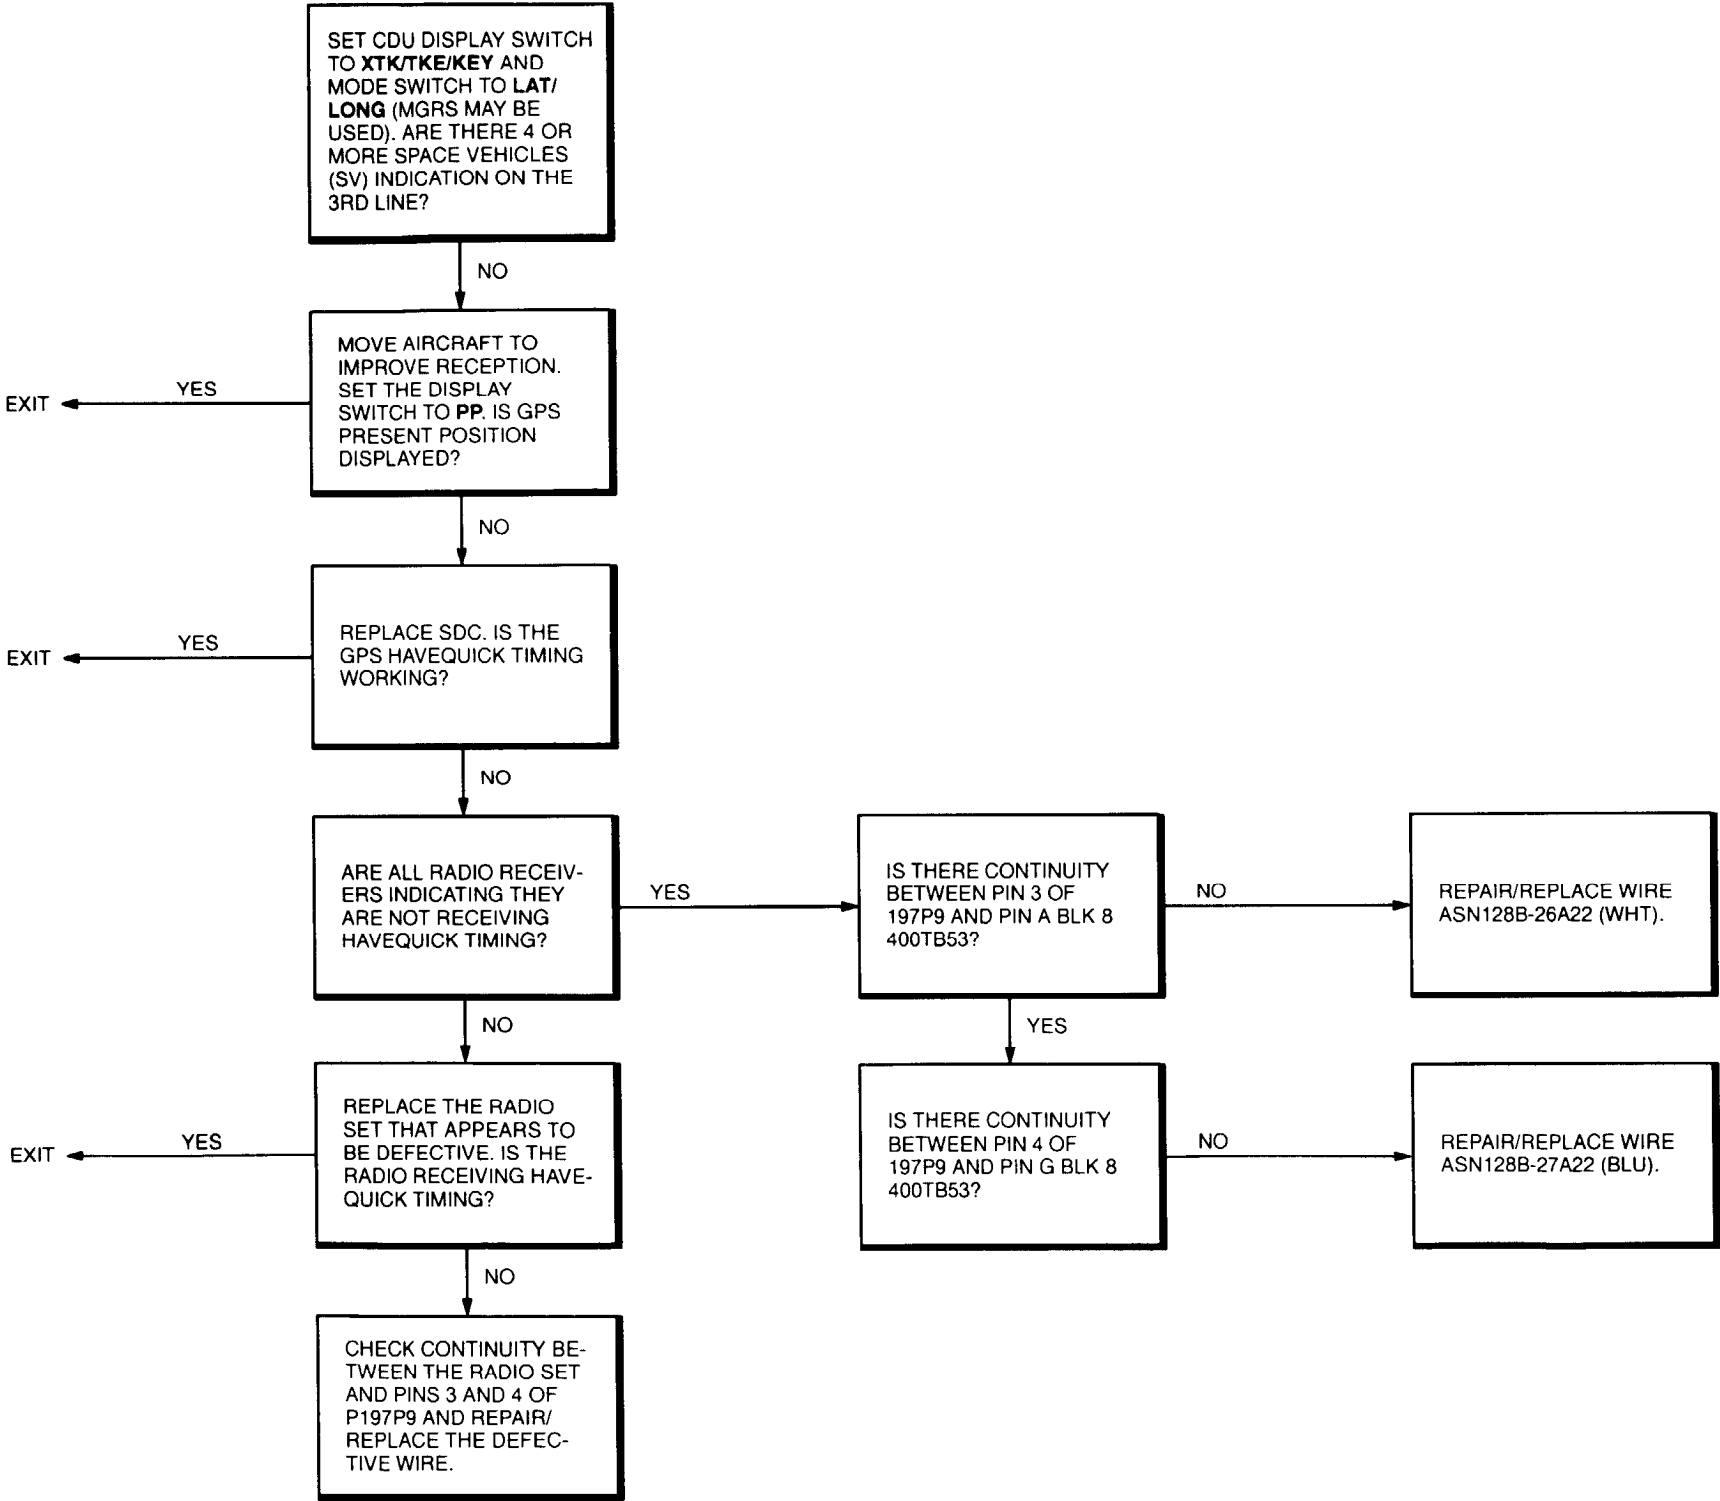 SET CDU DISPLAY SWITCH
TO XTK/TKE/KEY AND
MODE SWITCH TO LAT/
LONG (MGRS MAY BE
USED). ARE THERE 4 OR
MORE SPACE VEHICLES
(SV) INDICATION ON THE
3RD LINE?
NO
MOVE AIRCRAFT TO
IMPROVE RECEPTION.
SET THE DISPLAY
SWITCH TO PP. IS GPS
PRESENT POSITION
DISPLAYED?
YES
EXIT
NO
REPLACE SDC. IS THE
GPS HAVEQUICK TIMING
WORKING?
YES
EXIT
NO
ARE ALL RADIO RECEIV-
ERS INDICATING THEY
ARE NOT RECEIVING
HAVEQUICK TIMING?
YES
IS THERE CONTINUITY
BETWEEN PIN 3 OF
197P9 AND PIN A BLK 8
400TB53?
NO
REPAIR/REPLACE WIRE
ASN128B-26A22 (WHT).
NO
YES
REPLACE THE RADIO
SET THAT APPEARS TO
BE DEFECTIVE. IS THE
RADIO RECEIVING HAVE-
QUICK TIMING?
YES
EXIT
IS THERE CONTINUITY
BETWEEN PIN 4 OF
197P9 AND PIN G BLK 8
400TB53?
NO
REPAIR/REPLACE WIRE
ASN128B-27A22 (BLU).
NO
CHECK CONTINUITY BE-
TWEEN THE RADIO SET
AND PINS 3 AND 4 OF
P197P9 AND REPAIR/
REPLACE THE DEFEC-
TIVE WIRE.